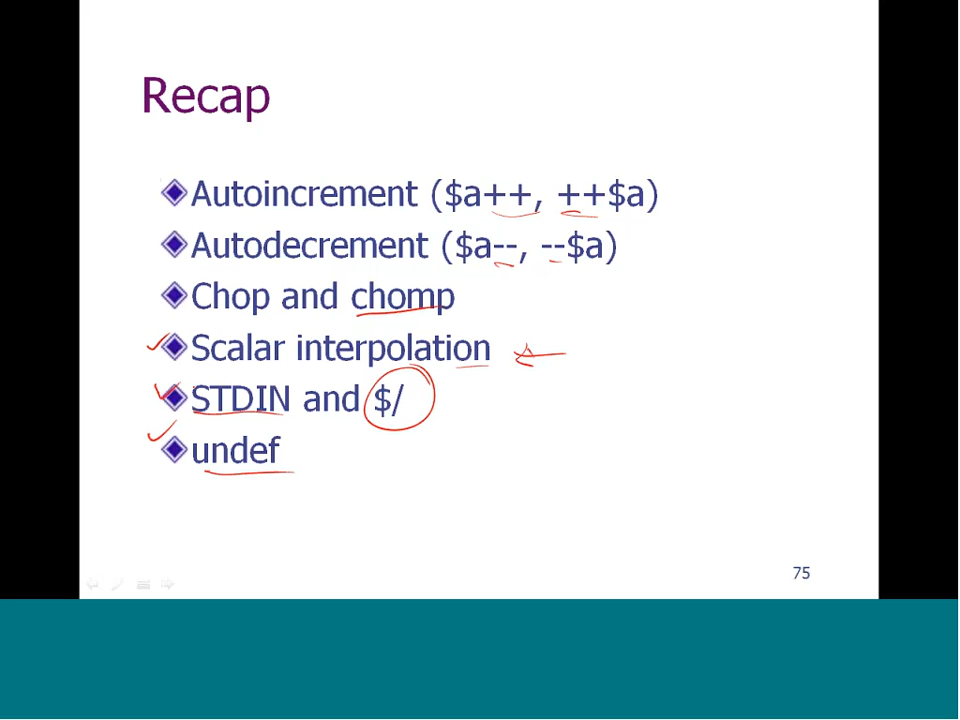 Recap
Autoincrement ($a++, ++$a)
Autodecrement ($a--, --$a)
Chop and chomp
Scalar interpolation
STDIN and $/
undef
75